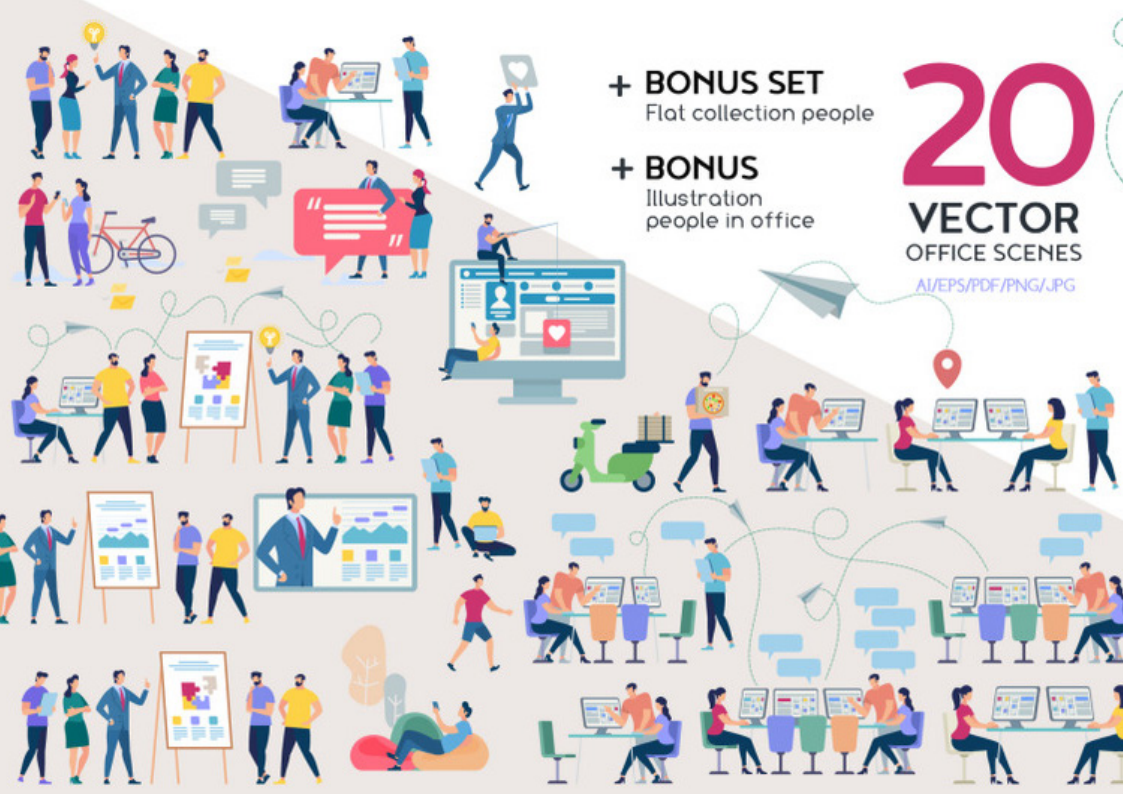 + BONUS SET
Flat collection people
+ BONUS
Illustration
people in office
20
VECTOR
OFFICE SCENES
AI/EPS/PDF/PNG/JPG